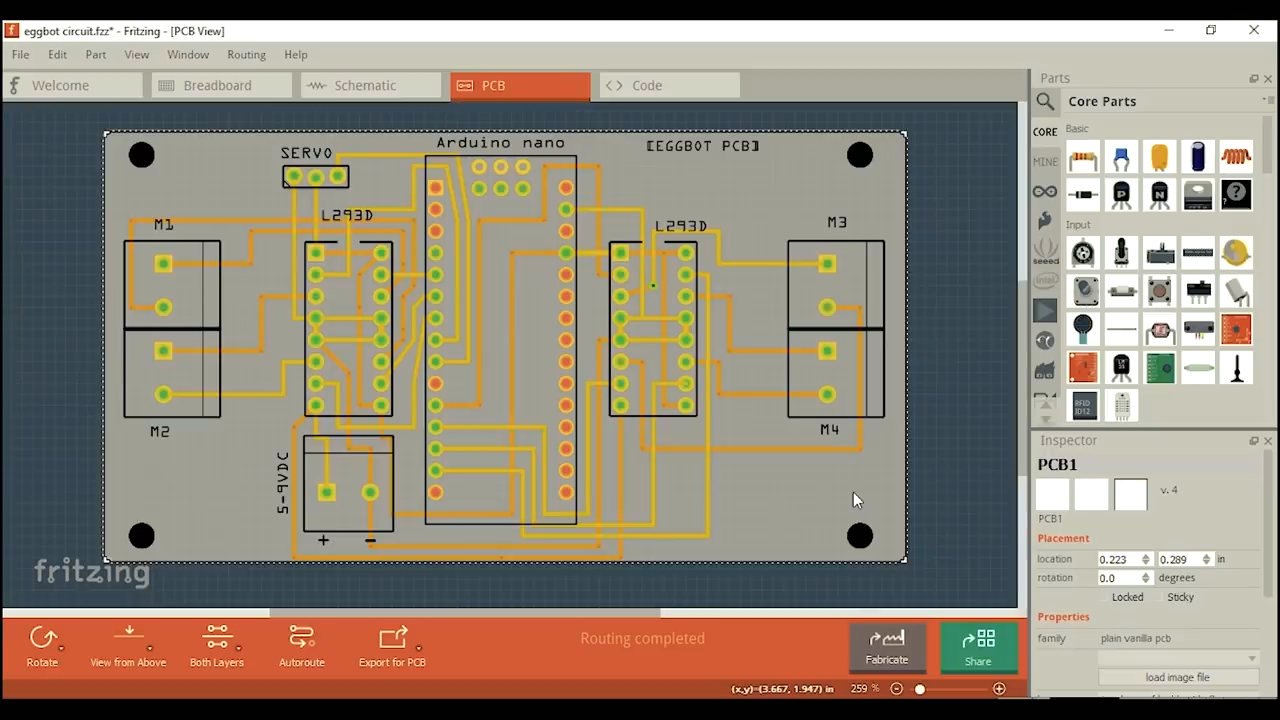 eggbot circuit.fzz* - Fritzing - [PCB View]
File Edit Part View Window Routing Help
Welcome Breadboard Schematic PCB Code
Arduino nano
[EGGBOT PCB]
SERVO
L293D
L293D
M1
M3
M2
M4
5-9VDC
+ -
fritzing
Rotate View from Above Both Layers Autoroute Export for PCB
Routing completed
Fabricate Share
(x,y)=(3.667, 1.947) in 259 %
Parts
Core Parts
CORE
MINE
seeed
intel
Basic
P N ?
Input
RFID
ID12
Inspector
PCB1
v. 4
PCB1
Placement
location 0.223 0.289 in
rotation 0.0 degrees
Locked Sticky
Properties
family plain vanilla pcb
load image file